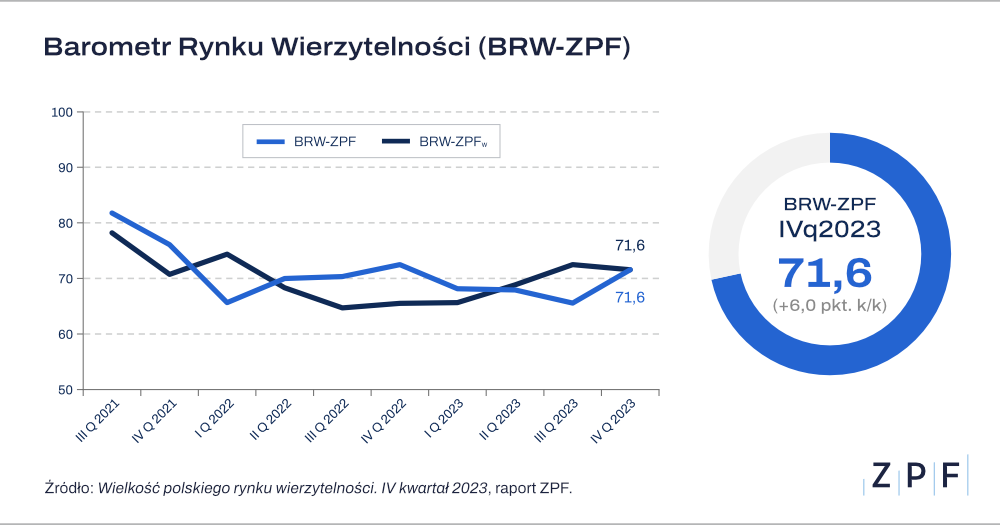 Barometr Rynku Wierzytelności (BRW-ZPF)
100
90
80
70
60
50
BRW-ZPF
BRW-ZPFw
71,6
71,6
III Q 2021
IV Q 2021
I Q 2022
II Q 2022
III Q 2022
IV Q 2022
I Q 2023
II Q 2023
III Q 2023
IV Q 2023
BRW-ZPF
IVq2023
71,6
(+6,0 pkt. k/k)
Źródło: Wielkość polskiego rynku wierzytelności. IV kwartał 2023, raport ZPF.
ZPF